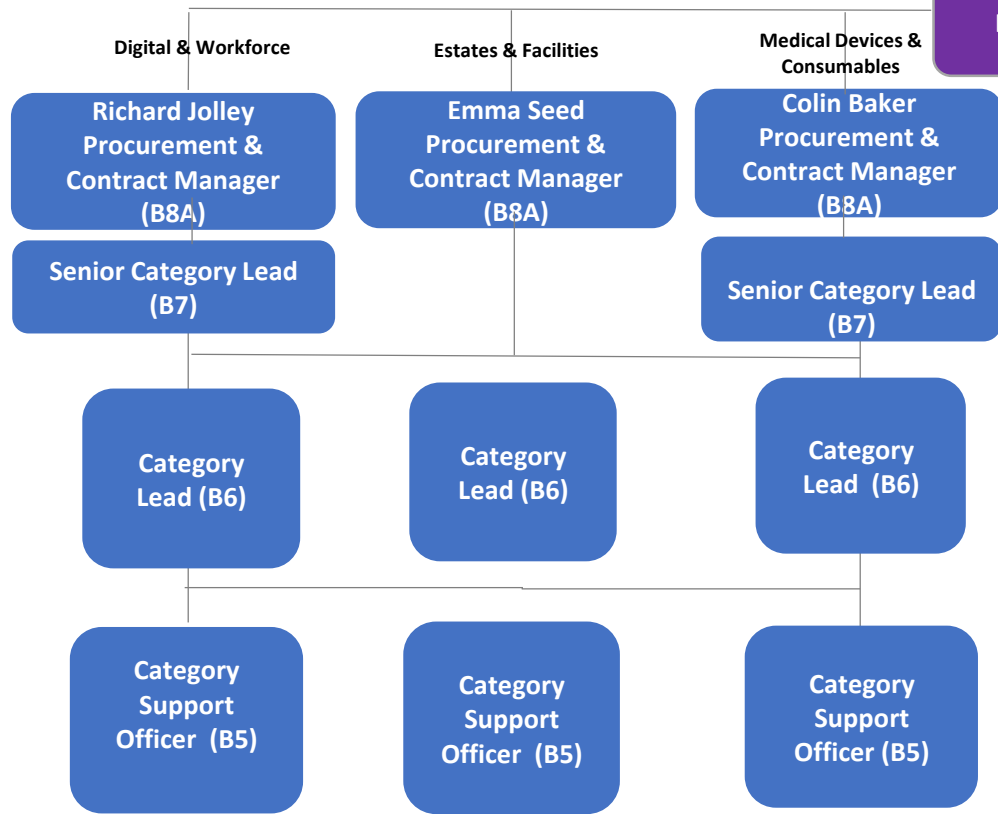 Digital & Workforce
Estates & Facilities
Medical Devices &
Consumables
Richard Jolley
Procurement &
Contract Manager
(B8A)
Emma Seed
Procurement &
Contract Manager
(B8A)
Colin Baker
Procurement &
Contract Manager
(B8A)
Senior Category Lead
(B7)
Senior Category Lead
(B7)
Category
Lead (B6)
Category
Lead (B6)
Category
Lead (B6)
Category
Support
Officer (B5)
Category
Support
Officer (B5)
Category
Support
Officer (B5)